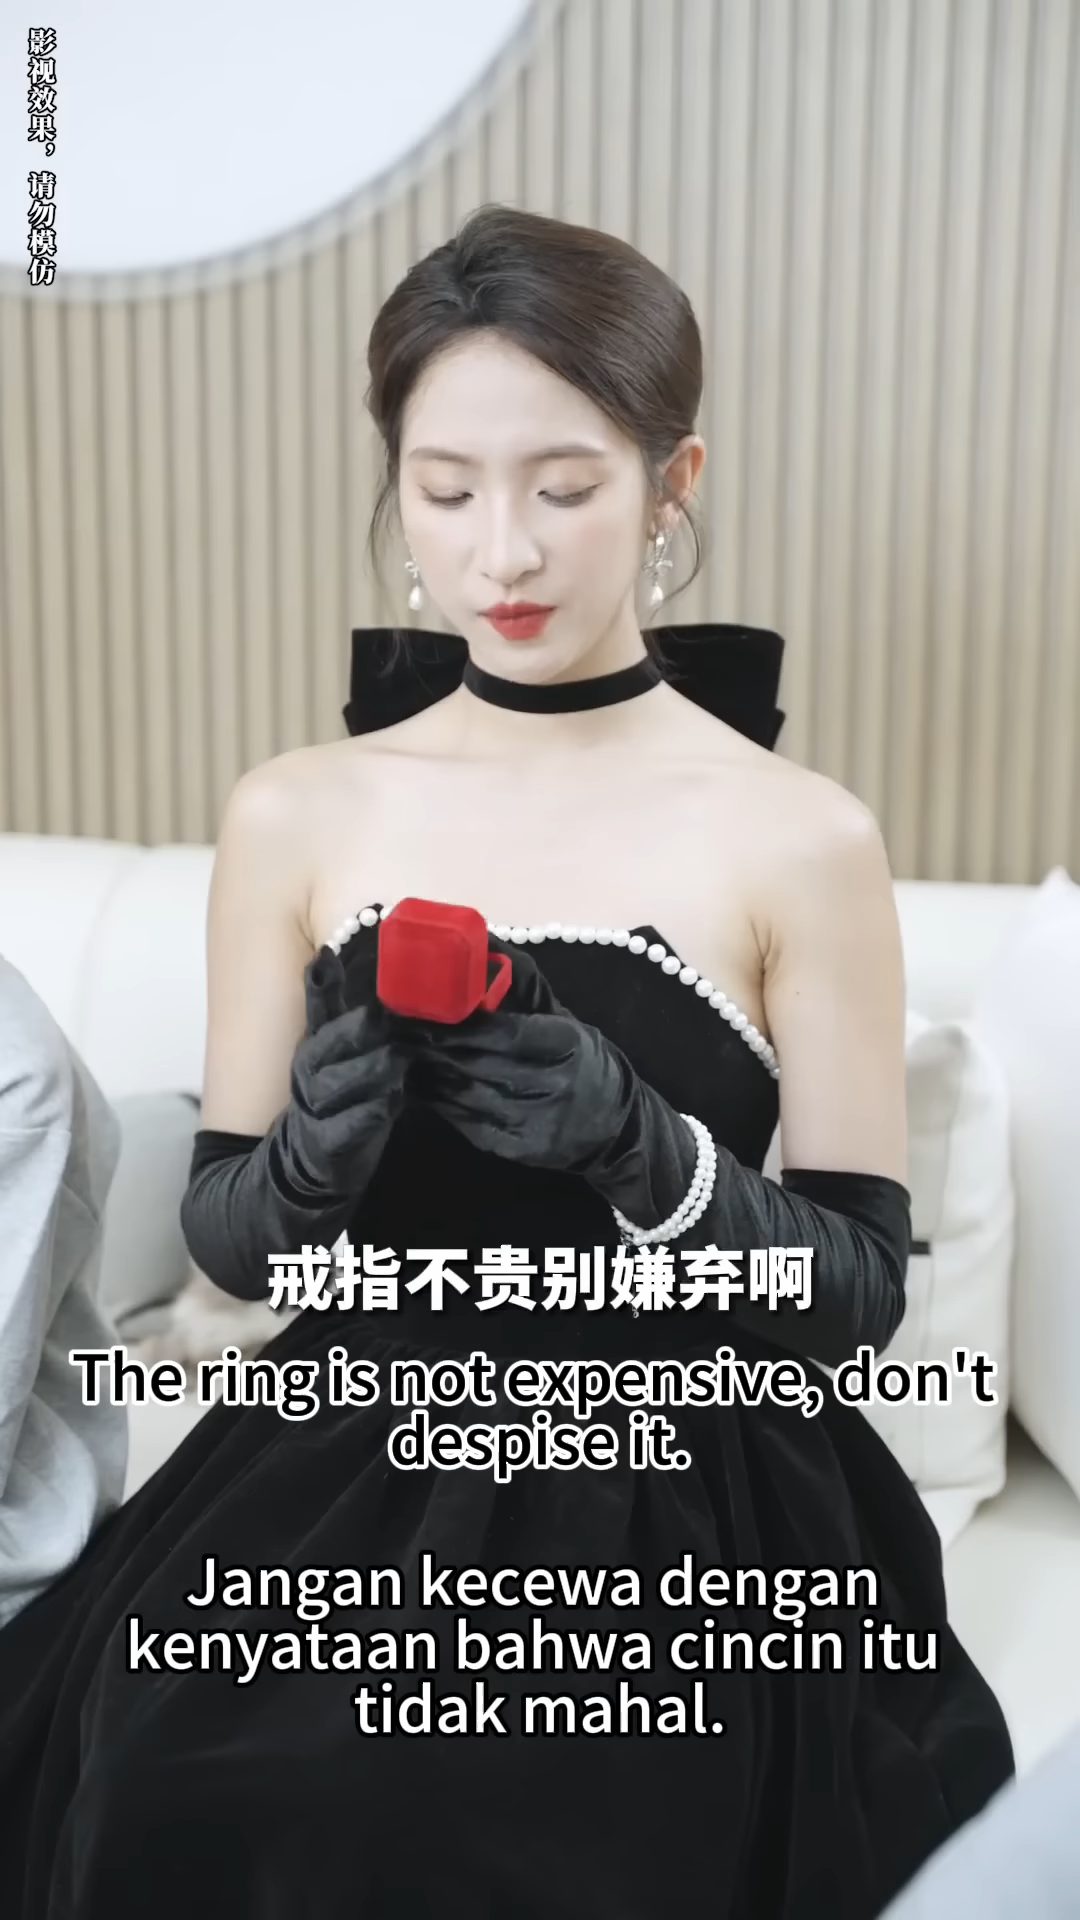 影视效果，请勿模仿
戒指不贵别嫌弃啊
The ring is not expensive, don't
despise it.
Jangan kecewa dengan
kenyataan bahwa cincin itu
tidak mahal.